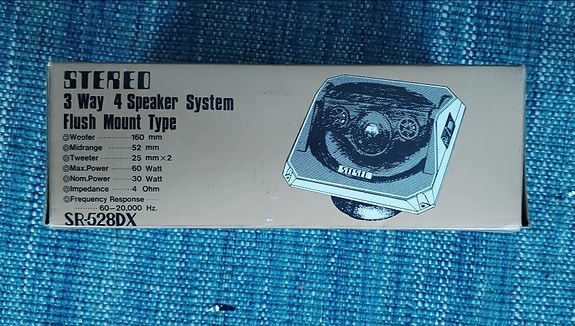 STEREO
3 Way 4 Speaker System
Flush Mount Type
◎Woofer ············ 160 mm
◎Midrange ········· 52 mm
◎Tweeter ·········· 25 mm×2
◎Max.Power ······· 60 Watt
◎Nom.Power ······ 30 Watt
◎Impedance ······· 4 Ohm
◎Frequency Response ·····
········· 60—20,000 Hz.
SR-528DX